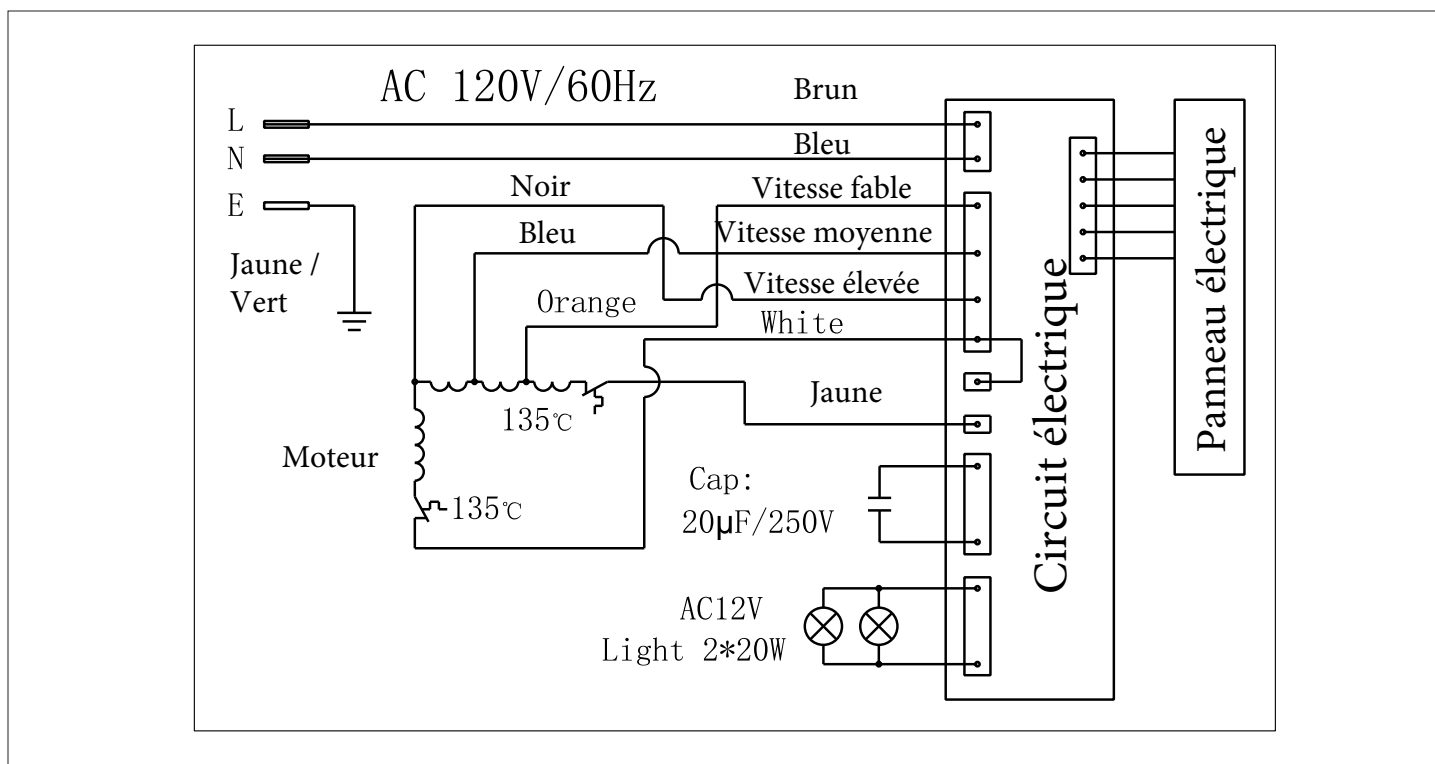 AC 120V/60Hz
Brun
L
N
Bleu
E
Noir
Vitesse fable
Bleu
Vitesse moyenne
Jaune /
Vert
Vitesse élevée
Orange
White
135℃
Jaune
Moteur
135℃
Cap:
20µF/250V
AC12V
Light 2*20W
Circuit électrique
Panneau électrique